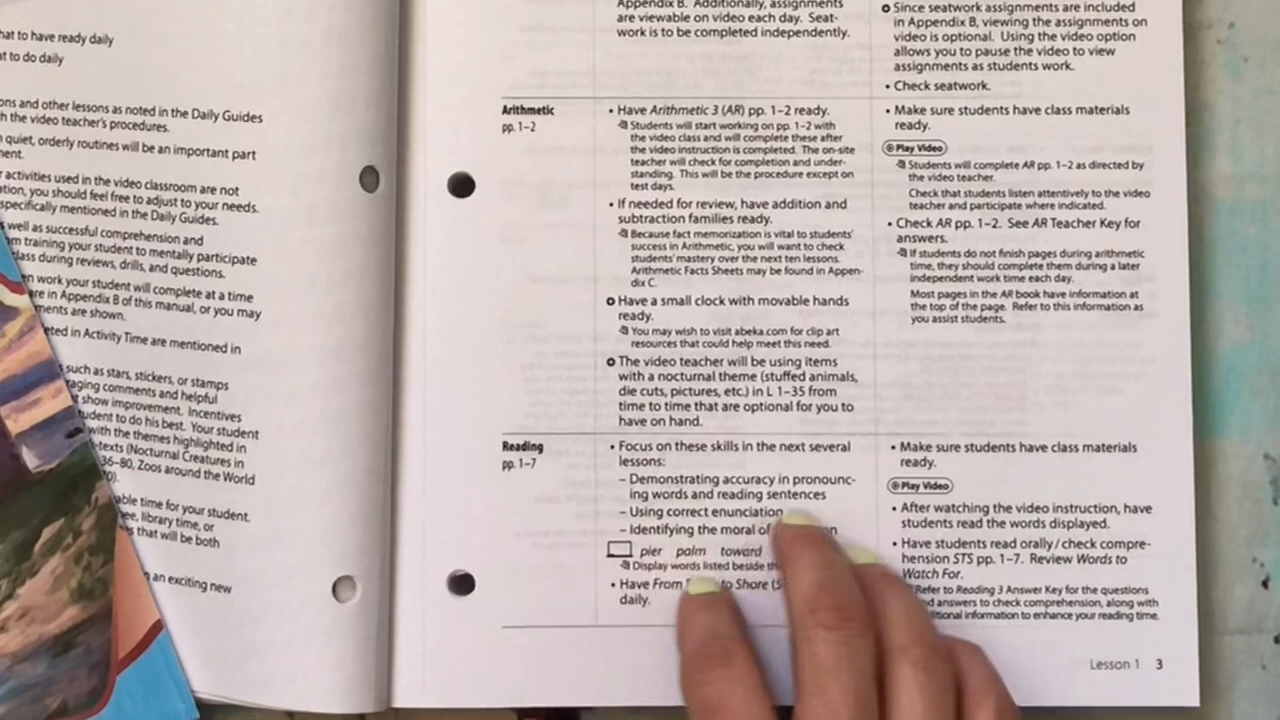 hat to have ready daily
at to do daily
ons and other lessons as noted in the Daily Guides
h the video teacher's procedures.
quiet, orderly routines will be an important part
ment.
r activities used in the video classroom are not
ation, you should feel free to adjust to your needs.
specifically mentioned in the Daily Guides.
s well as successful comprehension and
m training your student to mentally participate
class during reviews, drills, and questions.
en work your student will complete at a time
are in Appendix B of this manual, or you may
ments are shown.
eted in Activity Time are mentioned in
such as stars, stickers, or stamps
raging comments and helpful
t show improvement. Incentives
tudent to do his best. Your student
with the themes highlighted in
texts (Nocturnal Creatures in
36–80, Zoos around the World
able time for your student.
ee, library time, or
s that will be both
an exciting new
Appendix B. Additionally, assignments
are viewable on video each day. Seat-
work is to be completed independently.
Since seatwork assignments are included
in Appendix B, viewing the assignments on
video is optional. Using the video option
allows you to pause the video to view
assignments as students work.
• Check seatwork.
Arithmetic
pp. 1–2
• Have Arithmetic 3 (AR) pp. 1–2 ready.
Students will start working on pp. 1–2 with
the video class and will complete these after
the video instruction is completed. The on-site
teacher will check for completion and under-
standing. This will be the procedure except on
test days.
• If needed for review, have addition and
subtraction families ready.
Because fact memorization is vital to students'
success in Arithmetic, you will want to check
students' mastery over the next ten lessons.
Arithmetic Facts Sheets may be found in Appen-
dix C.
Have a small clock with movable hands
ready.
You may wish to visit abeka.com for clip art
resources that could help meet this need.
The video teacher will be using items
with a nocturnal theme (stuffed animals,
die cuts, pictures, etc.) in L 1–35 from
time to time that are optional for you to
have on hand.
• Make sure students have class materials
ready.
Play Video
Students will complete AR pp. 1–2 as directed by
the video teacher.
Check that students listen attentively to the video
teacher and participate where indicated.
• Check AR pp. 1–2. See AR Teacher Key for
answers.
If students do not finish pages during arithmetic
time, they should complete them during a later
independent work time each day.
Most pages in the AR book have information at
the top of the page. Refer to this information as
you assist students.
Reading
pp. 1–7
• Focus on these skills in the next several
lessons:
– Demonstrating accuracy in pronounc-
ing words and reading sentences
– Using correct enunciation
– Identifying the moral of
pier palm toward
Display words listed beside th
• Have From to Shore (S
daily.
• Make sure students have class materials
ready.
Play Video
• After watching the video instruction, have
students read the words displayed.
• Have students read orally/check compre-
hension STS pp. 1–7. Review Words to
Watch For.
Refer to Reading 3 Answer Key for the questions
answers to check comprehension, along with
tional information to enhance your reading time.
Lesson 1 3